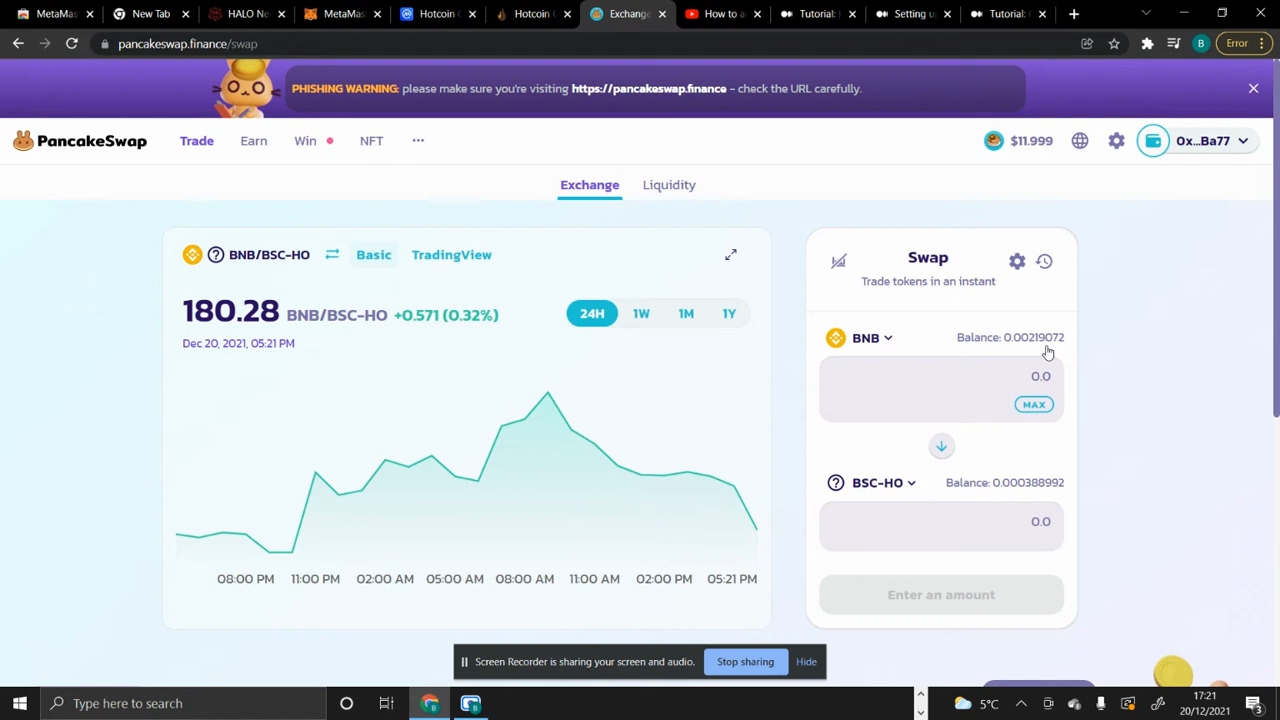 MetaMas
New Tab
HALO Ne
MetaMas
Hotcoin G
Hotcoin G
Exchange
How to a
Tutorial: I
Setting up
Tutorial:
pancakeswap.finance/swap
B
Error
PHISHING WARNING: please make sure you're visiting https://pancakeswap.finance - check the URL carefully.
PancakeSwap
Trade
Earn
Win
NFT
$11.999
0x...Ba77
Exchange
Liquidity
BNB/BSC-HO
Basic
TradingView
180.28 BNB/BSC-HO +0.571 (0.32%)
Dec 20, 2021, 05:21 PM
24H
1W
1M
1Y
08:00 PM
11:00 PM
02:00 AM
05:00 AM
08:00 AM
11:00 AM
02:00 PM
05:21 PM
Swap
Trade tokens in an instant
BNB
Balance: 0.00219072
0.0
MAX
BSC-HO
Balance: 0.000388992
0.0
Enter an amount
Screen Recorder is sharing your screen and audio.
Stop sharing
Hide
Type here to search
5°C
17:21
20/12/2021
3